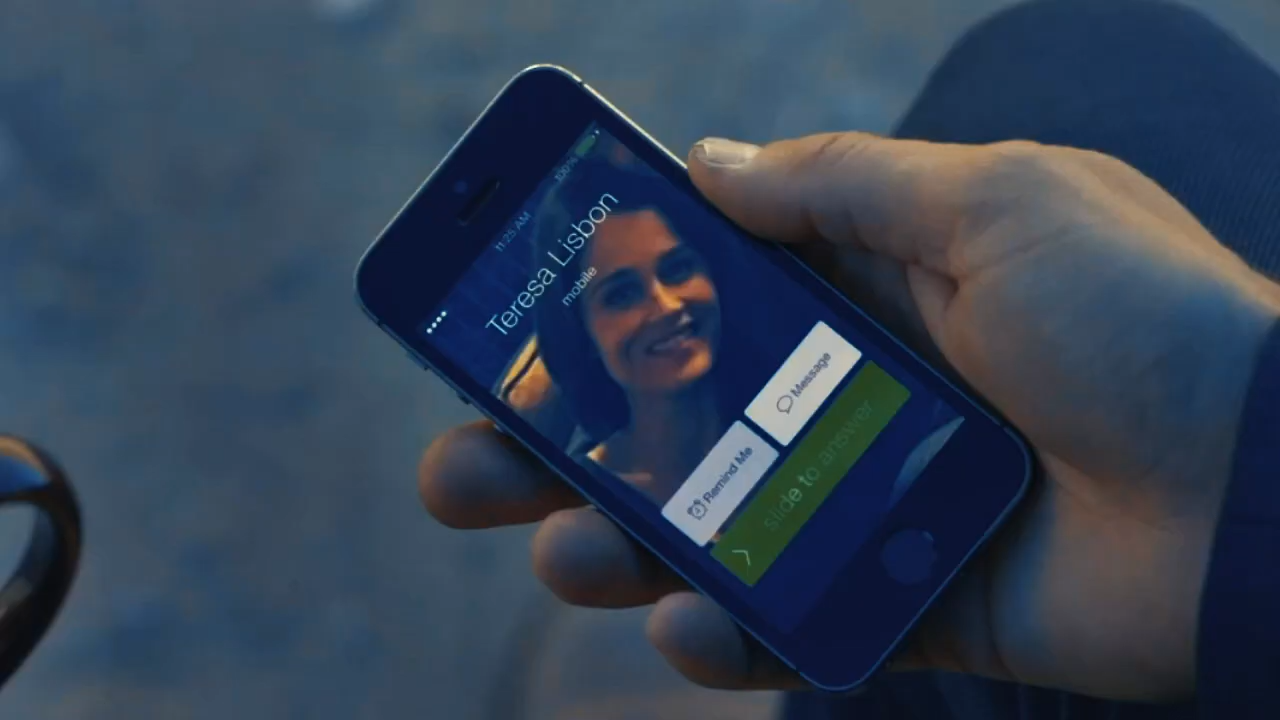 11:25 AM
100%
Teresa Lisbon
mobile
Remind Me
Message
slide to answer